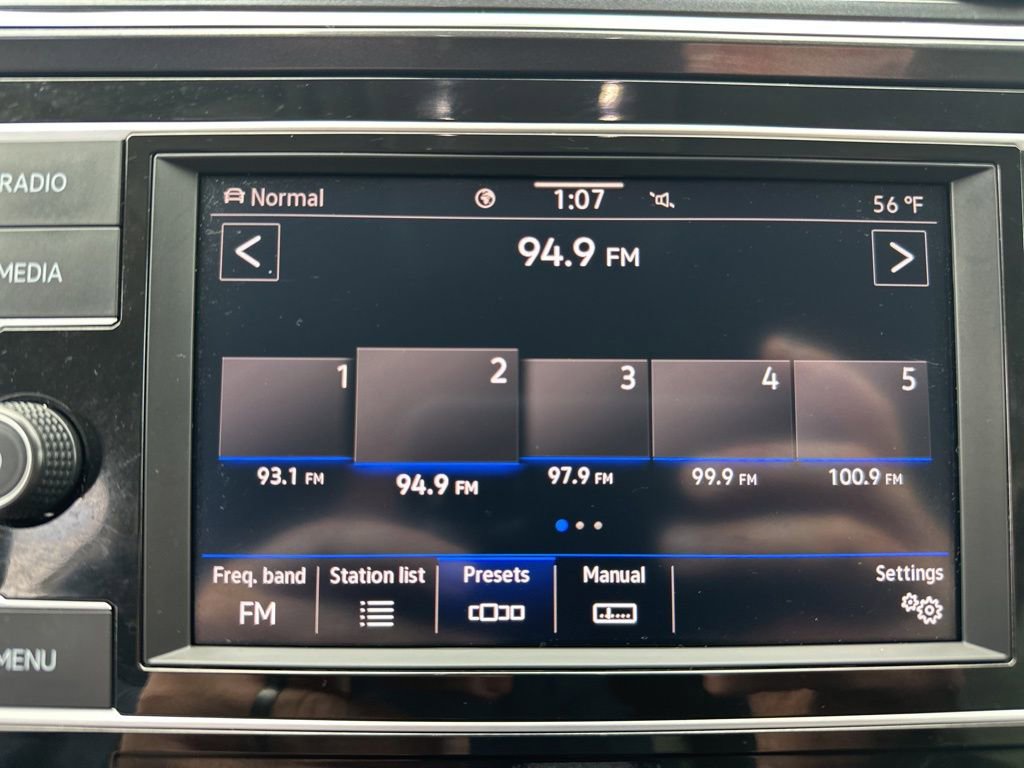 RADIO
MEDIA
MENU
Normal 1:07 56 °F
94.9 FM
1 2 3 4 5
93.1 FM 94.9 FM 97.9 FM 99.9 FM 100.9 FM
Freq. band Station list Presets Manual Settings
FM